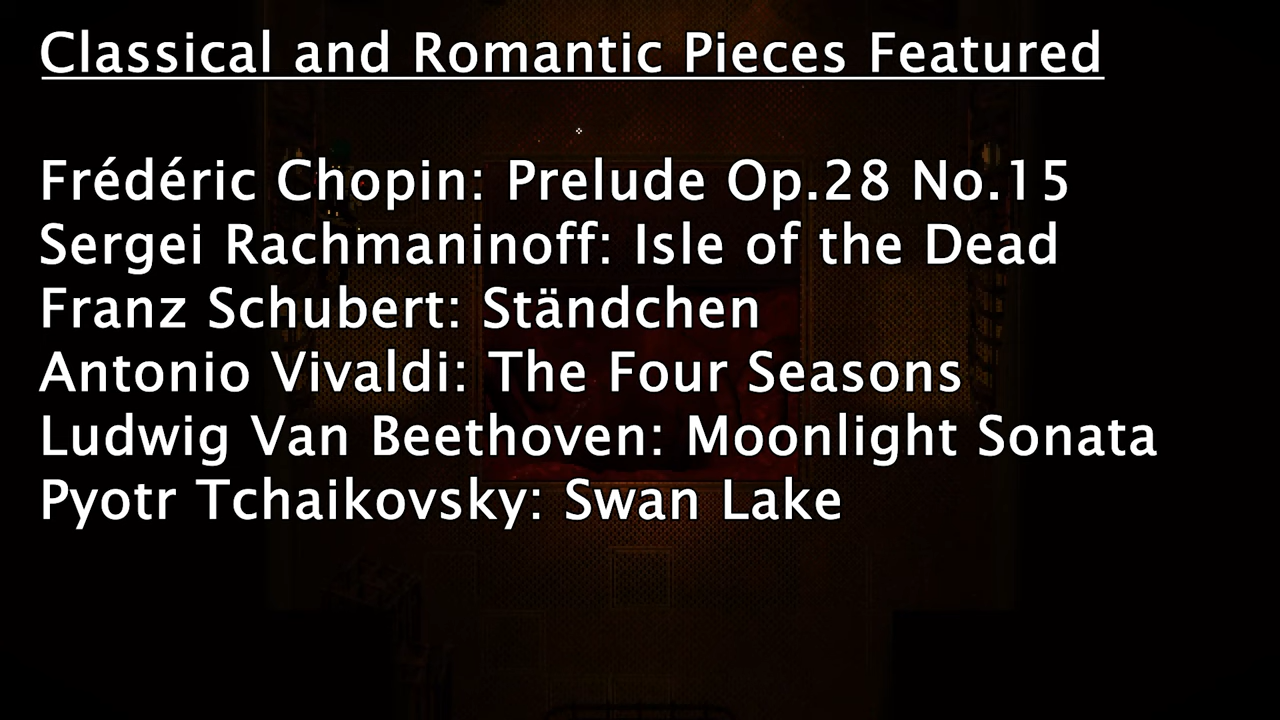 Classical and Romantic Pieces Featured
Frédéric Chopin: Prelude Op.28 No.15
Sergei Rachmaninoff: Isle of the Dead
Franz Schubert: Ständchen
Antonio Vivaldi: The Four Seasons
Ludwig Van Beethoven: Moonlight Sonata
Pyotr Tchaikovsky: Swan Lake